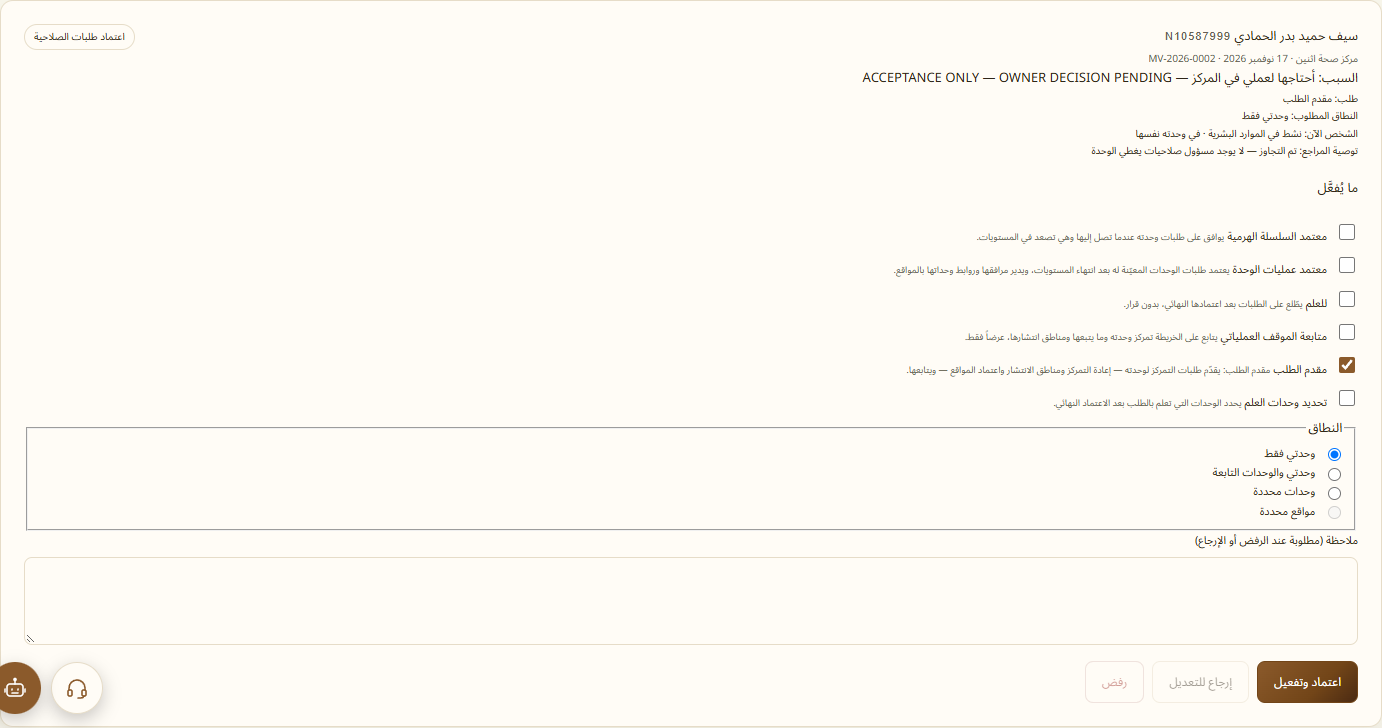 سيف حميد بدر الحمادي N10587999
اعتماد طلبات الصلاحية
مركز صحة اثنين · 17 نوفمبر 2026 · MV-2026-0002
السبب: أحتاجها لعملي في المركز — ACCEPTANCE ONLY — OWNER DECISION PENDING
طلب: مقدم الطلب
النطاق المطلوب: وحدتي فقط
الشخص الآن: نشط في الموارد البشرية · في وحدته نفسها
توصية المراجع: تم التجاوز — لا يوجد مسؤول صلاحيات يغطي الوحدة
ما يُفعَّل
معتمد السلسلة الهرمية يوافق على طلبات وحدته عندما تصل إليها وهي تصعد في المستويات.
معتمد عمليات الوحدة يعتمد طلبات الوحدات المعيّنة له بعد انتهاء المستويات، ويدير مرافقها وروابط وحداتها بالمواقع.
للعلم يطّلع على الطلبات بعد اعتمادها النهائي، بدون قرار.
متابعة الموقف العملياتي يتابع على الخريطة تمركز وحدته وما يتبعها ومناطق انتشارها، عرضاً فقط.
مقدم الطلب مقدم الطلب: يقدّم طلبات التمركز لوحدته — إعادة التمركز ومناطق الانتشار واعتماد المواقع — ويتابعها.
تحديد وحدات العلم يحدد الوحدات التي تعلم بالطلب بعد الاعتماد النهائي.
النطاق
وحدتي فقط
وحدتي والوحدات التابعة
وحدات محددة
مواقع محددة
ملاحظة (مطلوبة عند الرفض أو الإرجاع)
اعتماد وتفعيل
إرجاع للتعديل
رفض